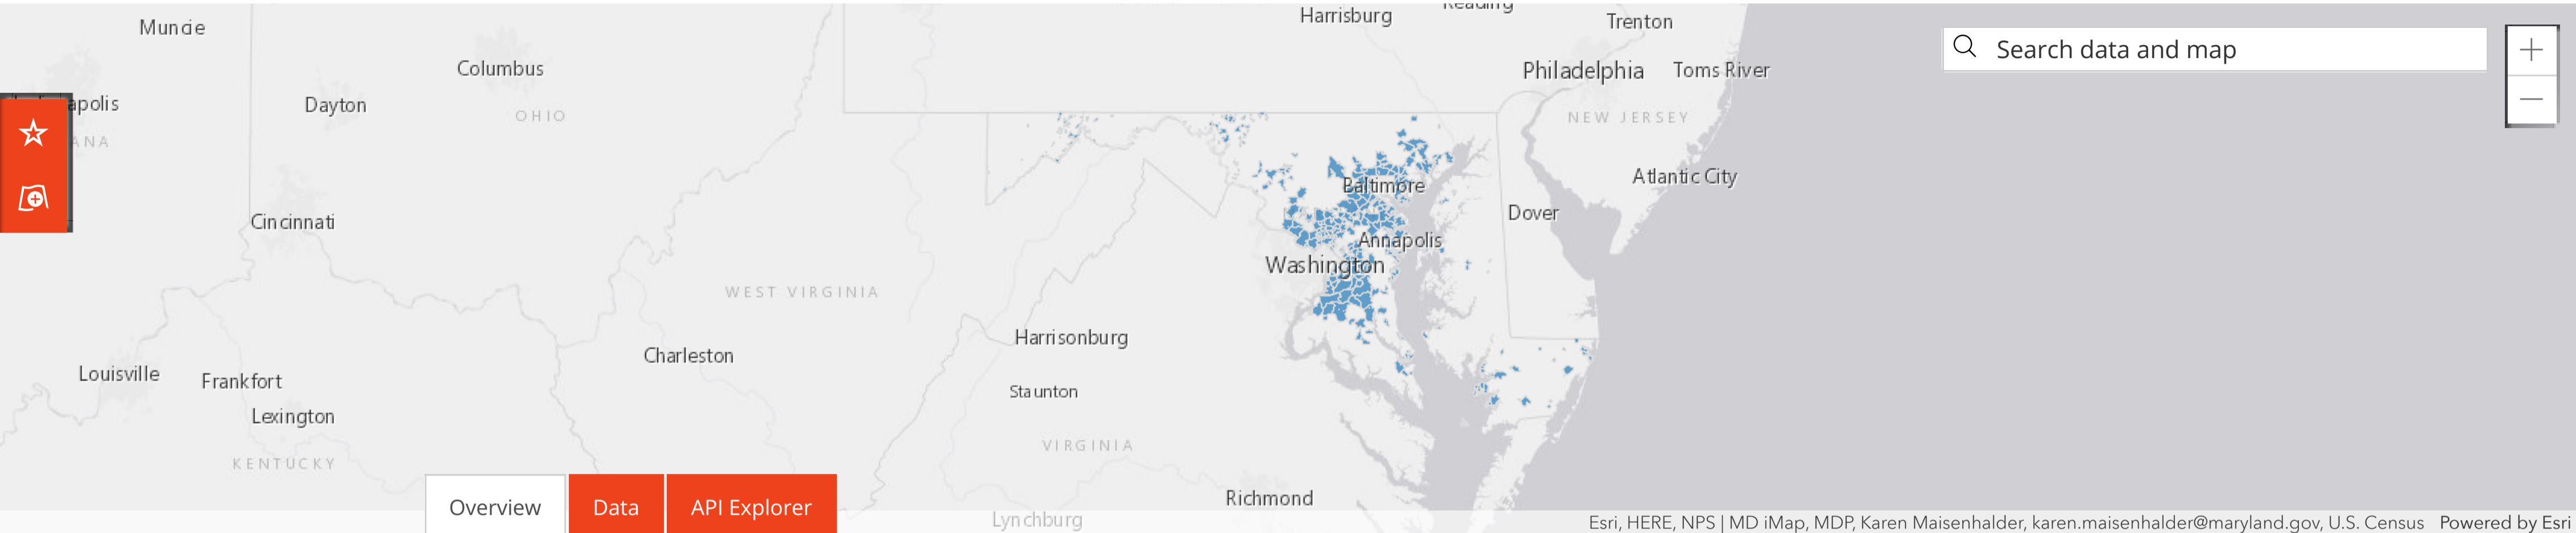 Harrisburg
Reading
Trenton
Muncie
Search data and map
Columbus
Philadelphia
Toms River
apolis
Dayton
OHIO
NEW JERSEY
ANA
Atlantic City
Baltimore
Dover
Cincinnati
Annapolis
Washington
WEST VIRGINIA
Harrisonburg
Charleston
Louisville
Frankfort
Staunton
Lexington
VIRGINIA
KENTUCKY
Richmond
Overview
Data
API Explorer
Lynchburg
Esri, HERE, NPS | MD iMap, MDP, Karen Maisenhalder, karen.maisenhalder@maryland.gov, U.S. Census Powered by Esri